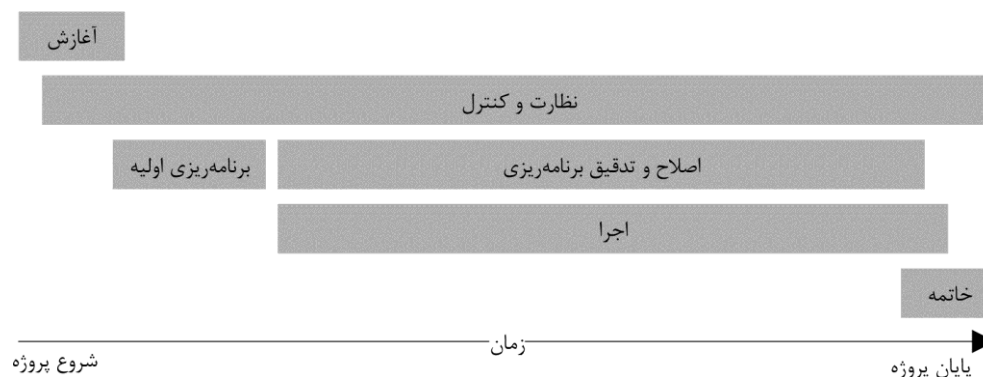 آغازش
نظارت و کنترل
برنامه‌ریزی اولیه
اصلاح و تدقیق برنامه‌ریزی
اجرا
خاتمه
زمان
شروع پروژه
پایان پروژه